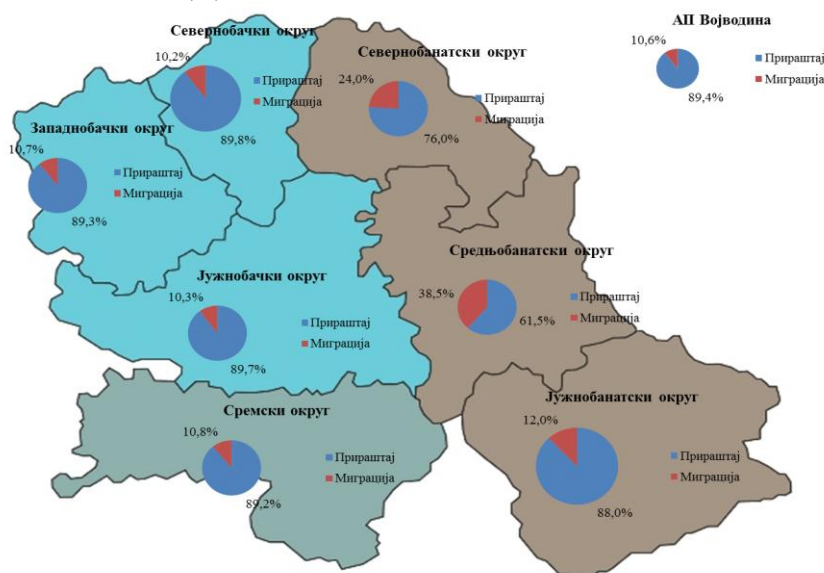 Севернобачки округ
10,2%
Прираштај
Миграција
89,8%
Севернобанатски округ
24,0%
Прираштај
Миграција
76,0%
АП Војводина
10,6%
Прираштај
Миграција
89,4%
Западнобачки округ
10,7%
Прираштај
Миграција
89,3%
Средњобанатски округ
38,5%
Прираштај
Миграција
61,5%
Јужнобачки округ
10,3%
Прираштај
Миграција
89,7%
Сремски округ
10,8%
Прираштај
Миграција
89,2%
Јужнобанатски округ
12,0%
Прираштај
Миграција
88,0%